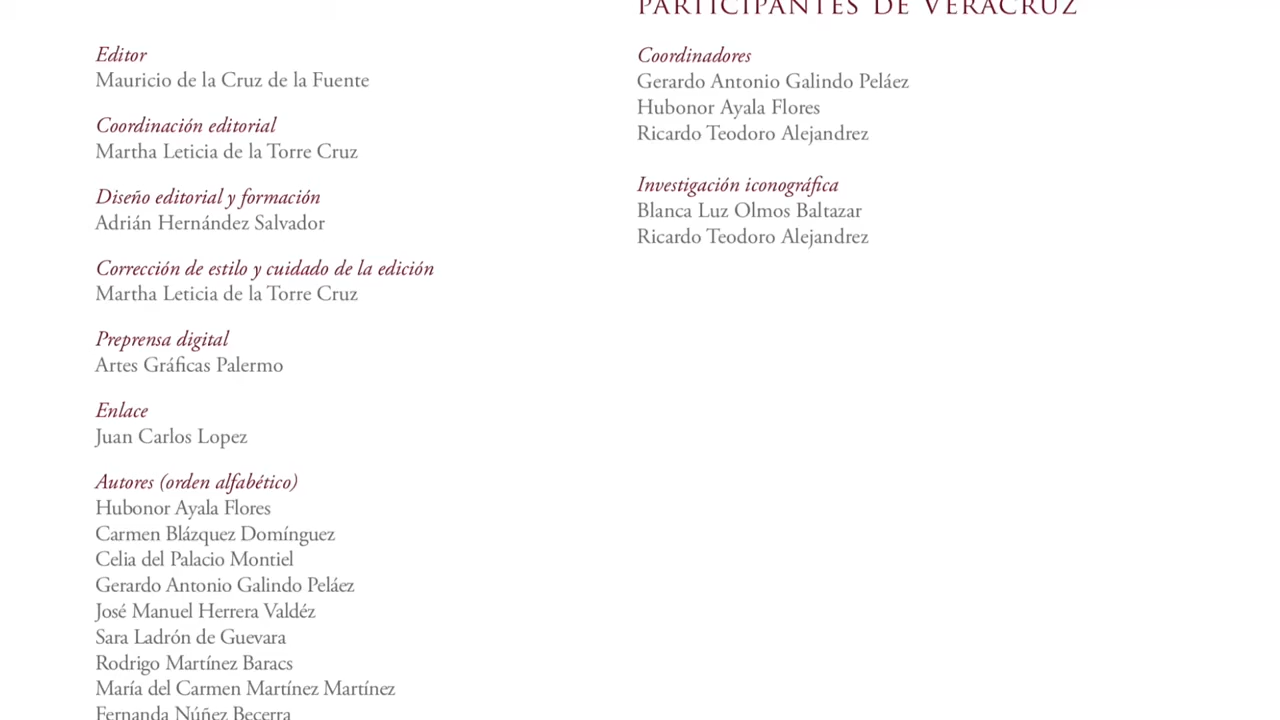 Editor
Mauricio de la Cruz de la Fuente
Coordinación editorial
Martha Leticia de la Torre Cruz
Diseño editorial y formación
Adrián Hernández Salvador
Corrección de estilo y cuidado de la edición
Martha Leticia de la Torre Cruz
Preprensa digital
Artes Gráficas Palermo
Enlace
Juan Carlos Lopez
Autores (orden alfabético)
Hubonor Ayala Flores
Carmen Blázquez Domínguez
Celia del Palacio Montiel
Gerardo Antonio Galindo Peláez
José Manuel Herrera Valdéz
Sara Ladrón de Guevara
Rodrigo Martínez Baracs
María del Carmen Martínez Martínez
Fernanda Núñez Becerra
PARTICIPANTES DE VERACRUZ
Coordinadores
Gerardo Antonio Galindo Peláez
Hubonor Ayala Flores
Ricardo Teodoro Alejandrez
Investigación iconográfica
Blanca Luz Olmos Baltazar
Ricardo Teodoro Alejandrez